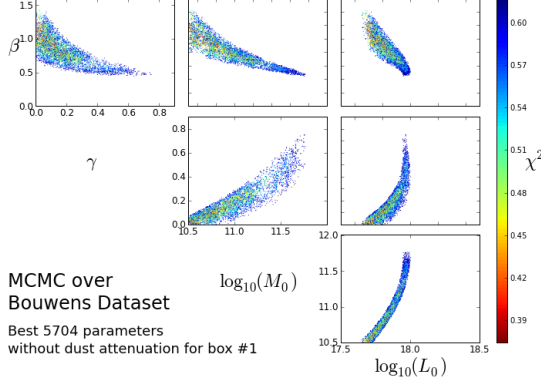 1.5
1.0
β
0.5
0.0
0.0 0.2 0.4 0.6 0.8
0.60
0.57
0.54
0.51
0.48
0.45
0.42
0.39
χ²
γ
0.8
0.6
0.4
0.2
0.0
10.5 11.0 11.5
12.0
11.5
11.0
10.5
17.5 18.0 18.5
log₁₀(M₀)
log₁₀(L₀)
MCMC over
Bouwens Dataset
Best 5704 parameters
without dust attenuation for box #1